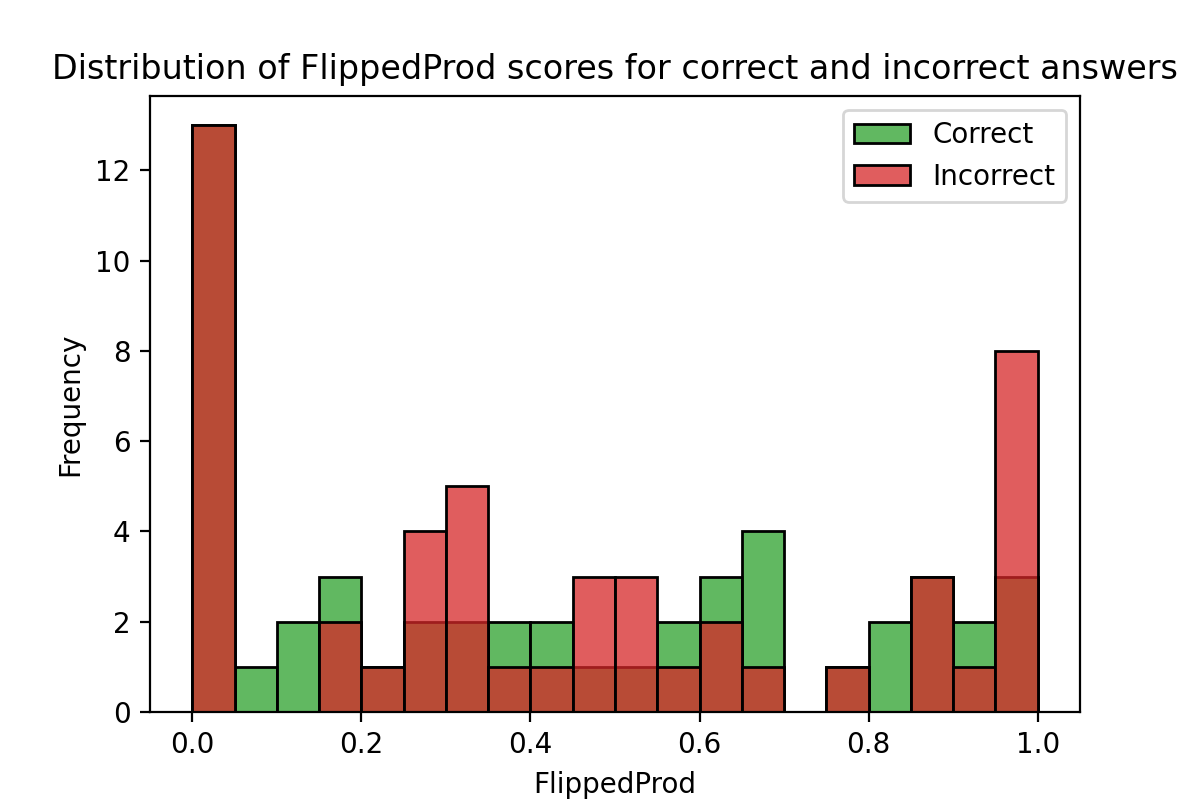 Distribution of FlippedProd scores for correct and incorrect answers
Correct
Incorrect
12
10
8
6
4
2
0
Frequency
0.0 0.2 0.4 0.6 0.8 1.0
FlippedProd